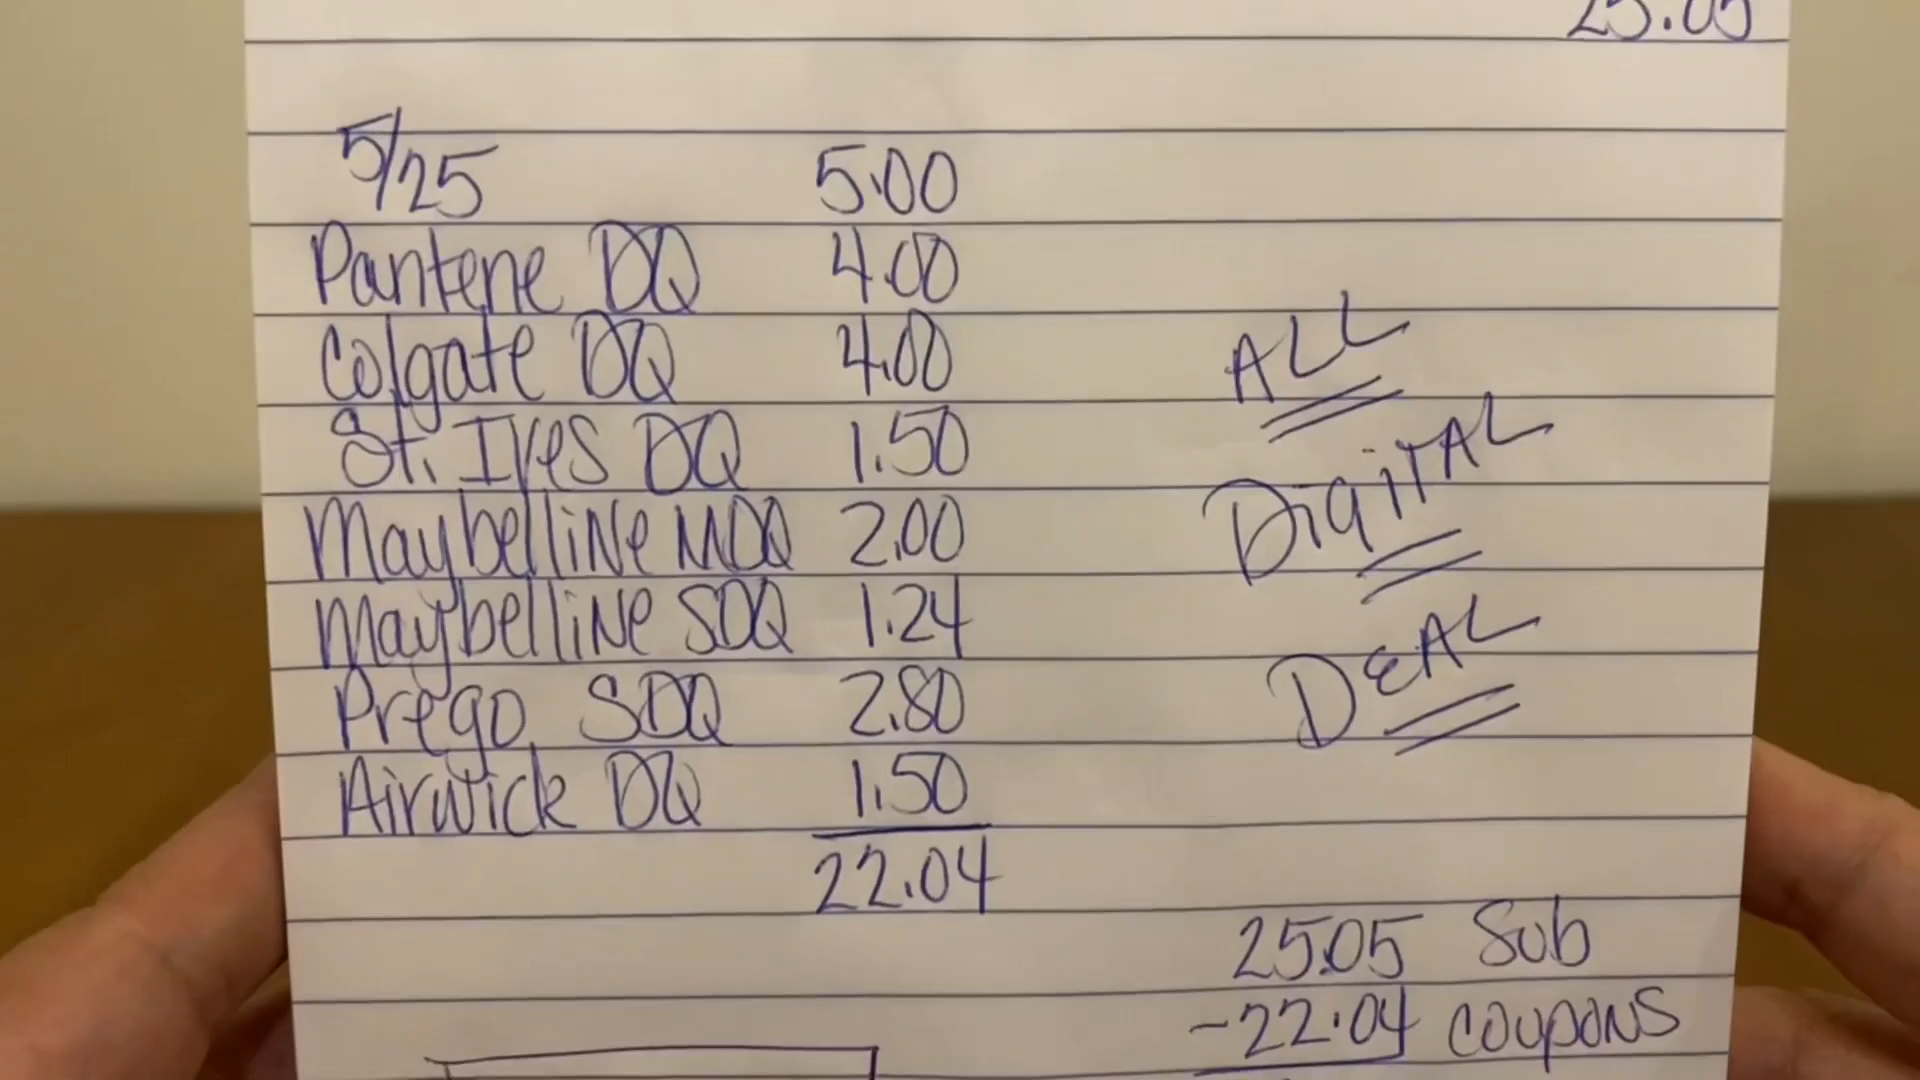 25.05
5/25 5.00
Pantene DQ 4.00
Colgate DQ 4.00
St. Ives DQ 1.50
Maybelline MDQ 2.00
Maybelline SDQ 1.24
Prego SDQ 2.80
Airwick DQ 1.50
22.04
ALL
DigiTAL
DEAL
25.05 Sub
-22.04 COUPONS